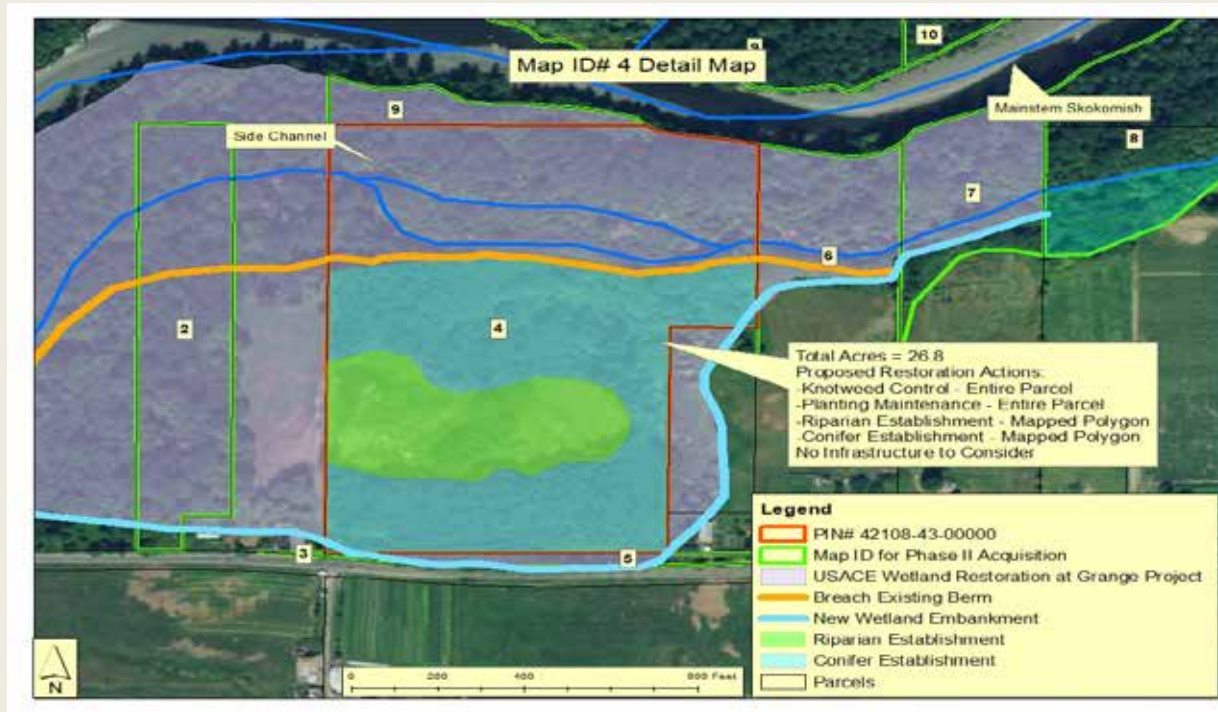 9
10
Map ID# 4 Detail Map
Mainstem Skokomish
9
8
Side Channel
7
6
2
4
Total Acres = 26.8
Proposed Restoration Actions:
-Knotweed Control - Entire Parcel
-Planting Maintenance - Entire Parcel
-Riparian Establishment - Mapped Polygon
-Conifer Establishment - Mapped Polygon
No Infrastructure to Consider
3
5
Legend
PIN# 42108-43-00000
Map ID for Phase II Acquisition
USACE Wetland Restoration at Grange Project
Breach Existing Berm
New Wetland Embankment
Riparian Establishment
Conifer Establishment
Parcels
N
0 200 400 800 Feet